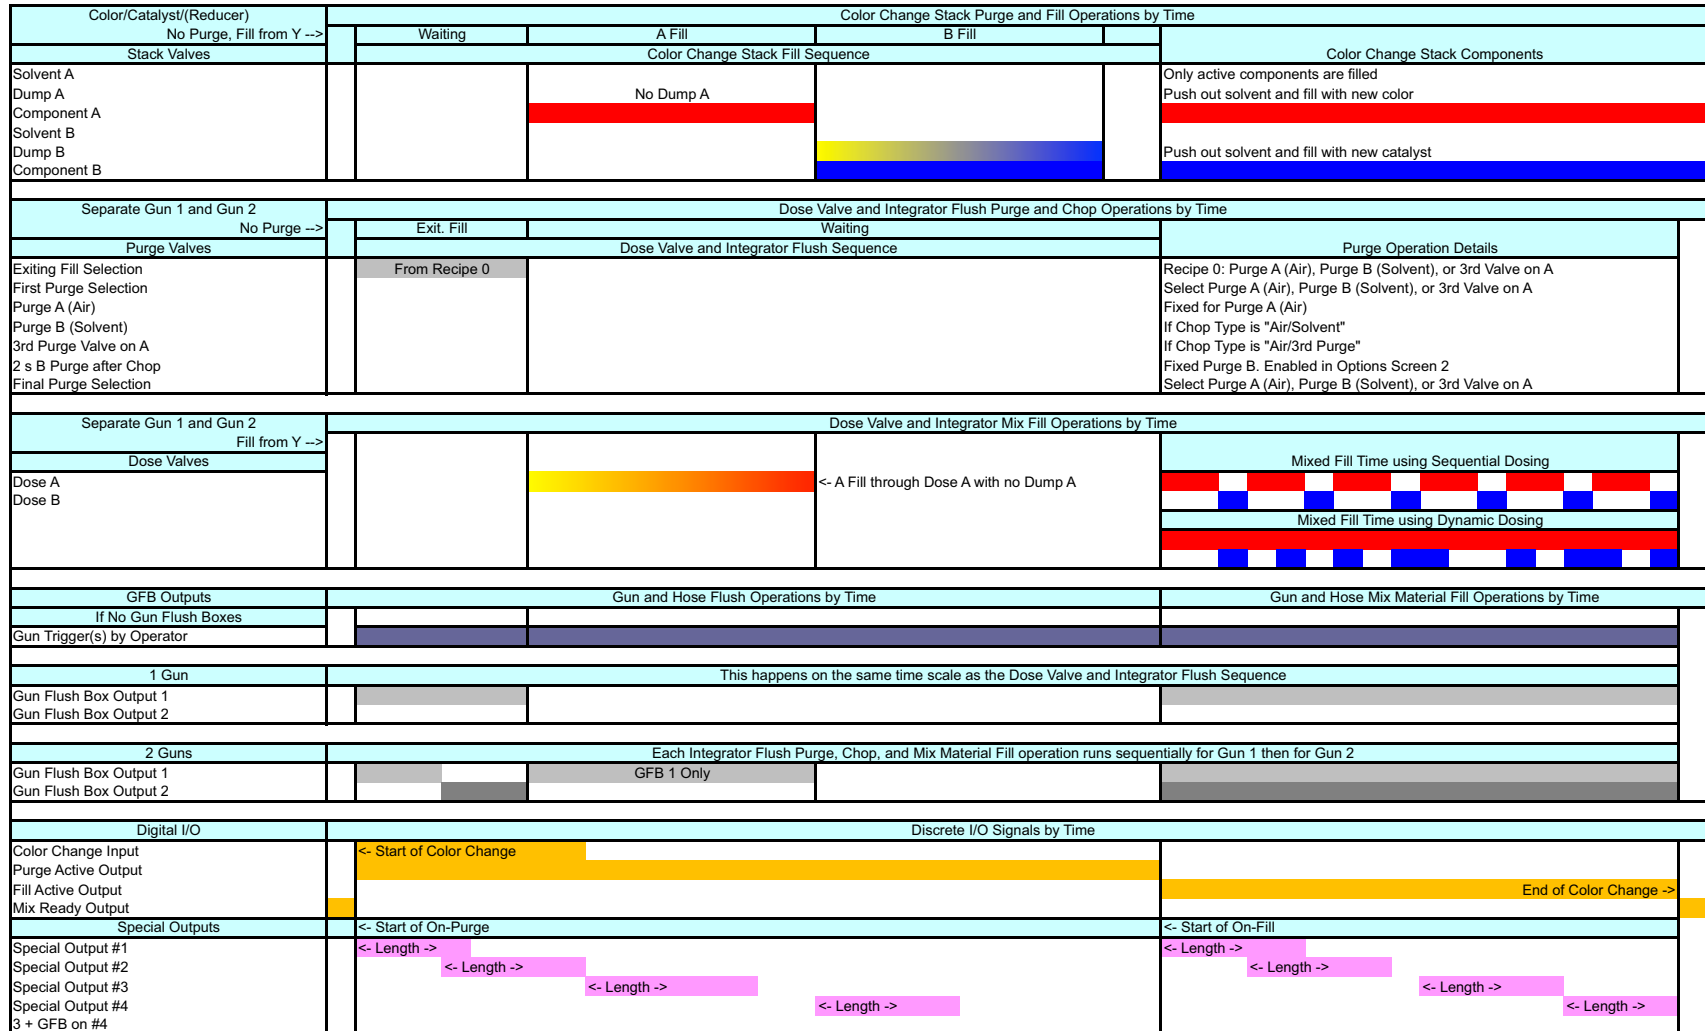 Color/Catalyst/(Reducer)
Color Change Stack Purge and Fill Operations by Time
No Purge, Fill from Y -->
Waiting
A Fill
B Fill
Stack Valves
Color Change Stack Fill Sequence
Color Change Stack Components
Solvent A
Only active components are filled
Dump A
No Dump A
Push out solvent and fill with new color
Component A
Solvent B
Dump B
Push out solvent and fill with new catalyst
Component B
Separate Gun 1 and Gun 2
Dose Valve and Integrator Flush Purge and Chop Operations by Time
No Purge -->
Exit. Fill
Waiting
Purge Valves
Dose Valve and Integrator Flush Sequence
Purge Operation Details
Exiting Fill Selection
From Recipe 0
Recipe 0: Purge A (Air), Purge B (Solvent), or 3rd Valve on A
First Purge Selection
Select Purge A (Air), Purge B (Solvent), or 3rd Valve on A
Purge A (Air)
Fixed for Purge A (Air)
Purge B (Solvent)
If Chop Type is "Air/Solvent"
3rd Purge Valve on A
If Chop Type is "Air/3rd Purge"
2 s B Purge after Chop
Fixed Purge B. Enabled in Options Screen 2
Final Purge Selection
Select Purge A (Air), Purge B (Solvent), or 3rd Valve on A
Separate Gun 1 and Gun 2
Dose Valve and Integrator Mix Fill Operations by Time
Fill from Y -->
Dose Valves
Mixed Fill Time using Sequential Dosing
Dose A
<- A Fill through Dose A with no Dump A
Dose B
Mixed Fill Time using Dynamic Dosing
GFB Outputs
Gun and Hose Flush Operations by Time
Gun and Hose Mix Material Fill Operations by Time
If No Gun Flush Boxes
Gun Trigger(s) by Operator
1 Gun
This happens on the same time scale as the Dose Valve and Integrator Flush Sequence
Gun Flush Box Output 1
Gun Flush Box Output 2
2 Guns
Each Integrator Flush Purge, Chop, and Mix Material Fill operation runs sequentially for Gun 1 then for Gun 2
Gun Flush Box Output 1
GFB 1 Only
Gun Flush Box Output 2
Digital I/O
Discrete I/O Signals by Time
Color Change Input
<- Start of Color Change
Purge Active Output
Fill Active Output
End of Color Change ->
Mix Ready Output
Special Outputs
<- Start of On-Purge
<- Start of On-Fill
Special Output #1
<- Length ->
<- Length ->
Special Output #2
<- Length ->
<- Length ->
Special Output #3
<- Length ->
<- Length ->
Special Output #4
<- Length ->
<- Length ->
3 + GFB on #4